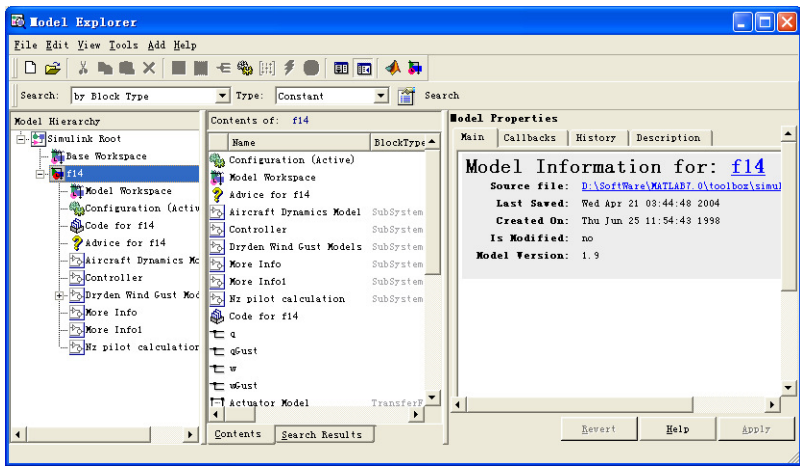 Model Explorer
File Edit View Tools Add Help
Search: by Block Type Type: Constant Search
Model Hierarchy
Simulink Root
Base Workspace
f14
Model Workspace
Configuration (Activ
Code for f14
Advice for f14
Aircraft Dynamics Mo
Controller
Dryden Wind Gust Mod
More Info
More Info1
Nz pilot calculation
Contents of: f14
Name BlockType
Configuration (Active)
Model Workspace
Advice for f14
Aircraft Dynamics Model SubSystem
Controller SubSystem
Dryden Wind Gust Models SubSystem
More Info SubSystem
More Info1 SubSystem
Nz pilot calculation SubSystem
Code for f14
q
qGust
w
wGust
Actuator Model TransferF
Contents Search Results
Model Properties
Main Callbacks History Description
Model Information for: f14
Source file: D:\SoftWare\MATLAB7.0\toolbox\simul
Last Saved: Wed Apr 21 03:44:48 2004
Created On: Thu Jun 25 11:54:43 1998
Is Modified: no
Model Version: 1.9
Revert Help Apply